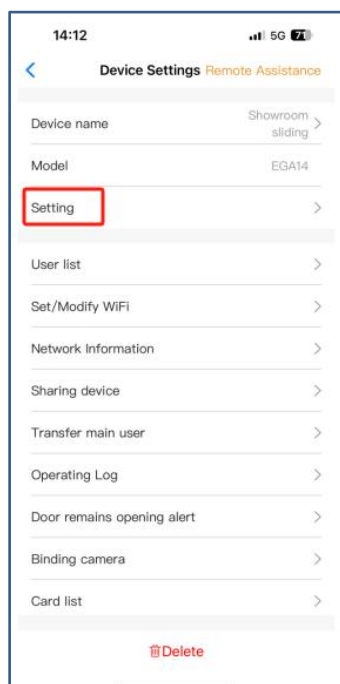 14:12 5G 71
Device Settings Remote Assistance
Device name Showroom
sliding
Model EGA14
Setting
User list
Set/Modify WiFi
Network Information
Sharing device
Transfer main user
Operating Log
Door remains opening alert
Binding camera
Card list
Delete